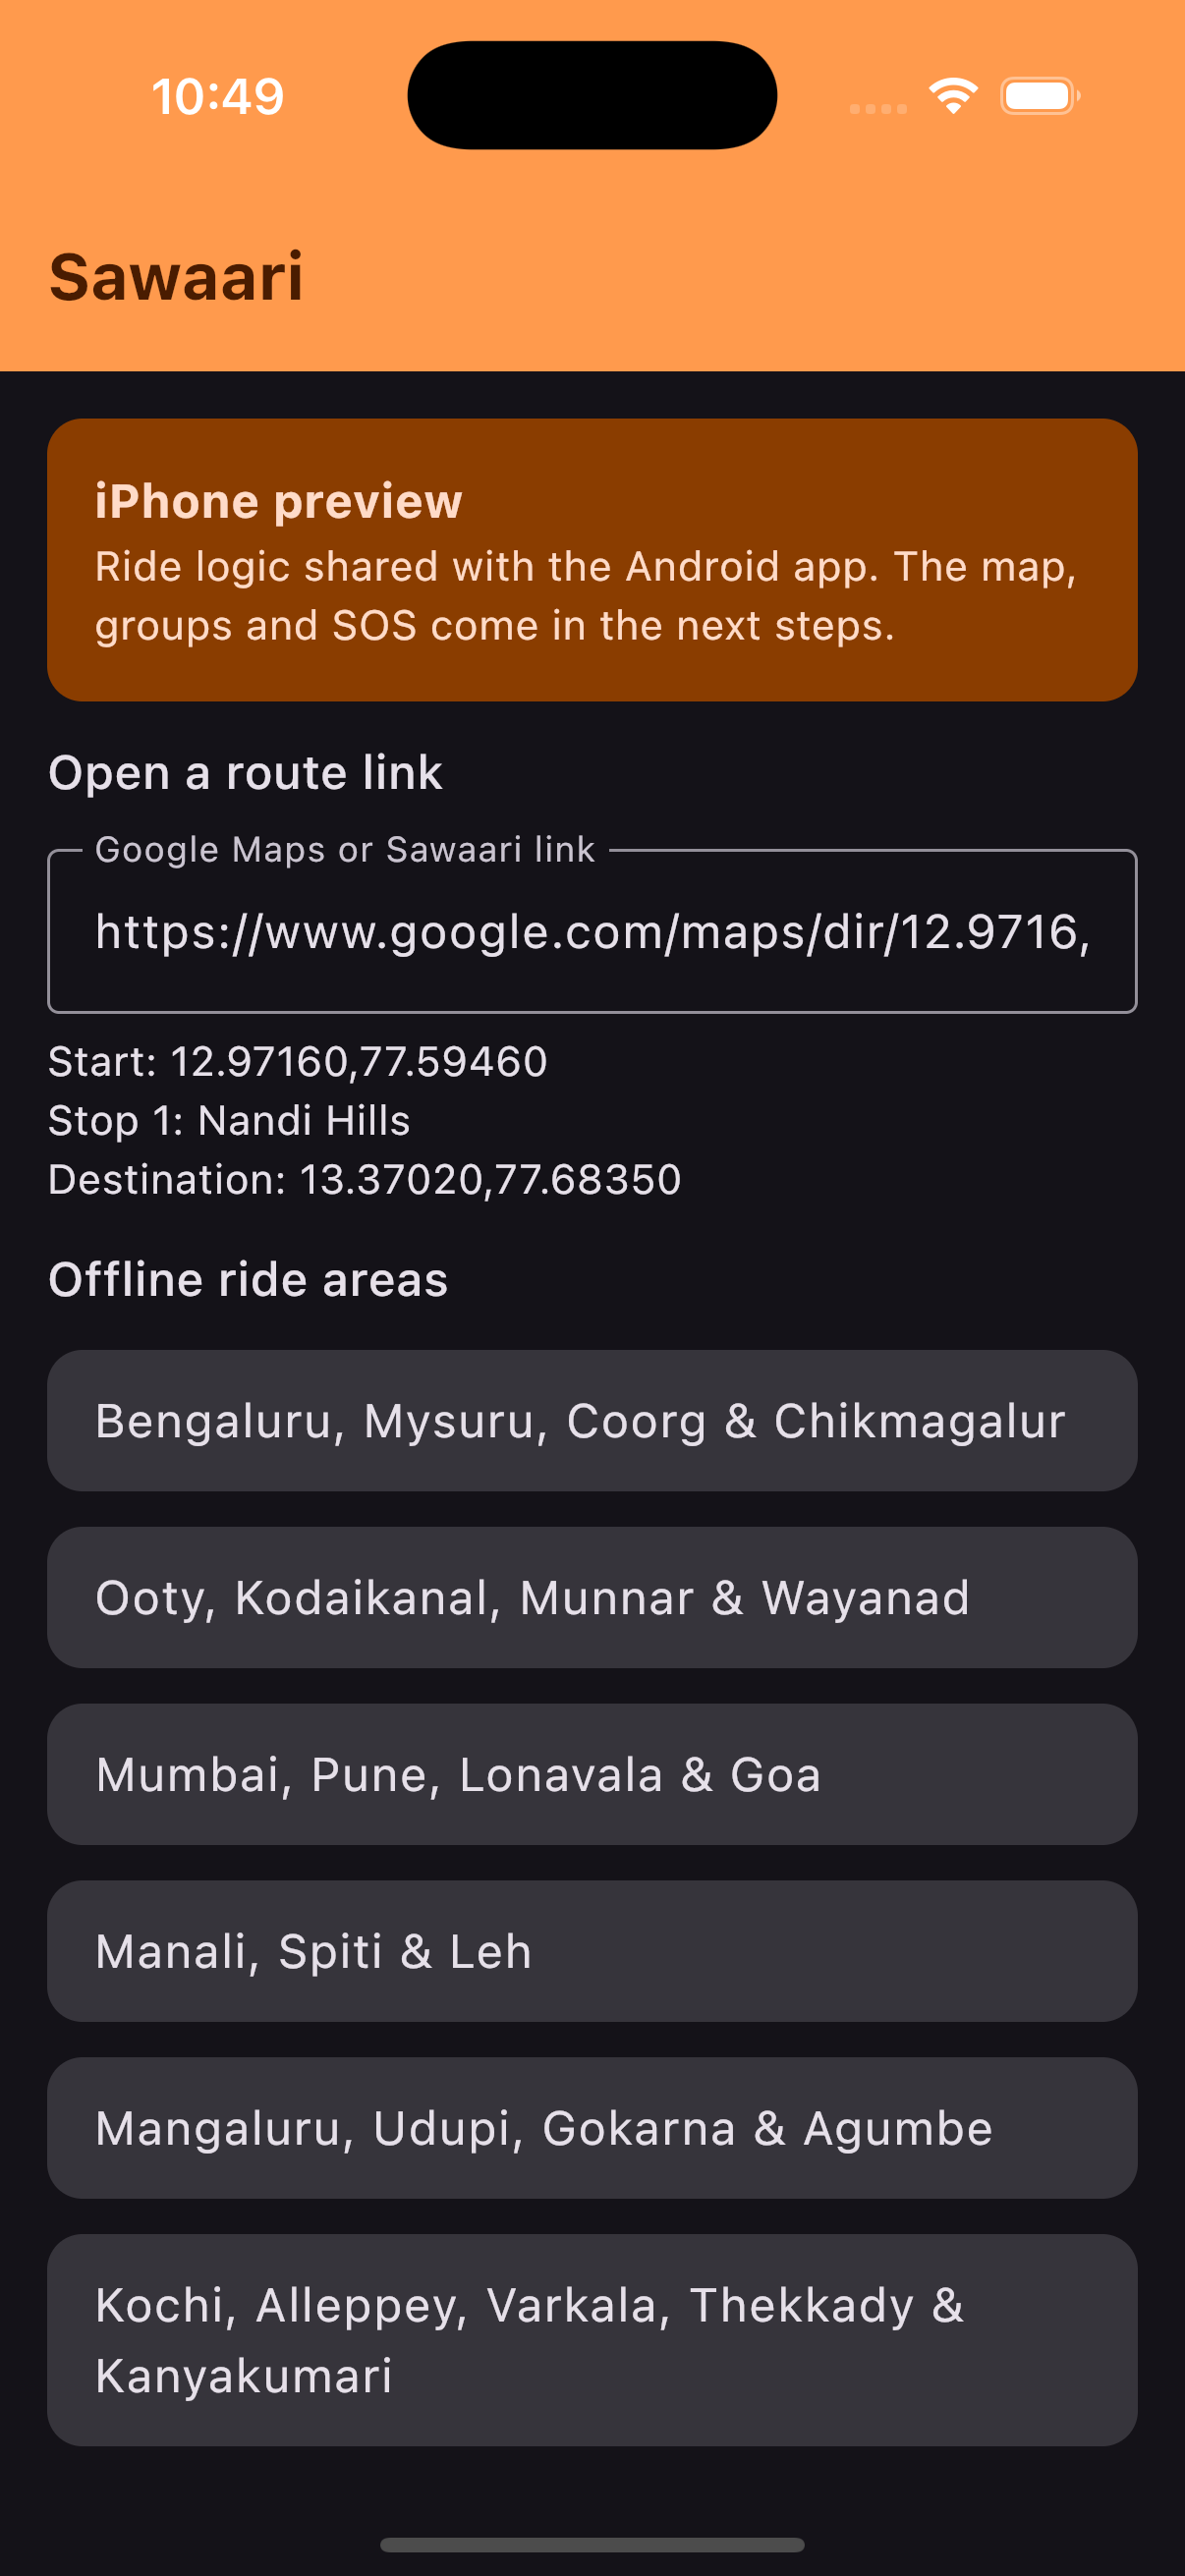 10:49
Sawaari
iPhone preview
Ride logic shared with the Android app. The map,
groups and SOS come in the next steps.
Open a route link
Google Maps or Sawaari link
https://www.google.com/maps/dir/12.9716,
Start: 12.97160,77.59460
Stop 1: Nandi Hills
Destination: 13.37020,77.68350
Offline ride areas
Bengaluru, Mysuru, Coorg & Chikmagalur
Ooty, Kodaikanal, Munnar & Wayanad
Mumbai, Pune, Lonavala & Goa
Manali, Spiti & Leh
Mangaluru, Udupi, Gokarna & Agumbe
Kochi, Alleppey, Varkala, Thekkady &
Kanyakumari